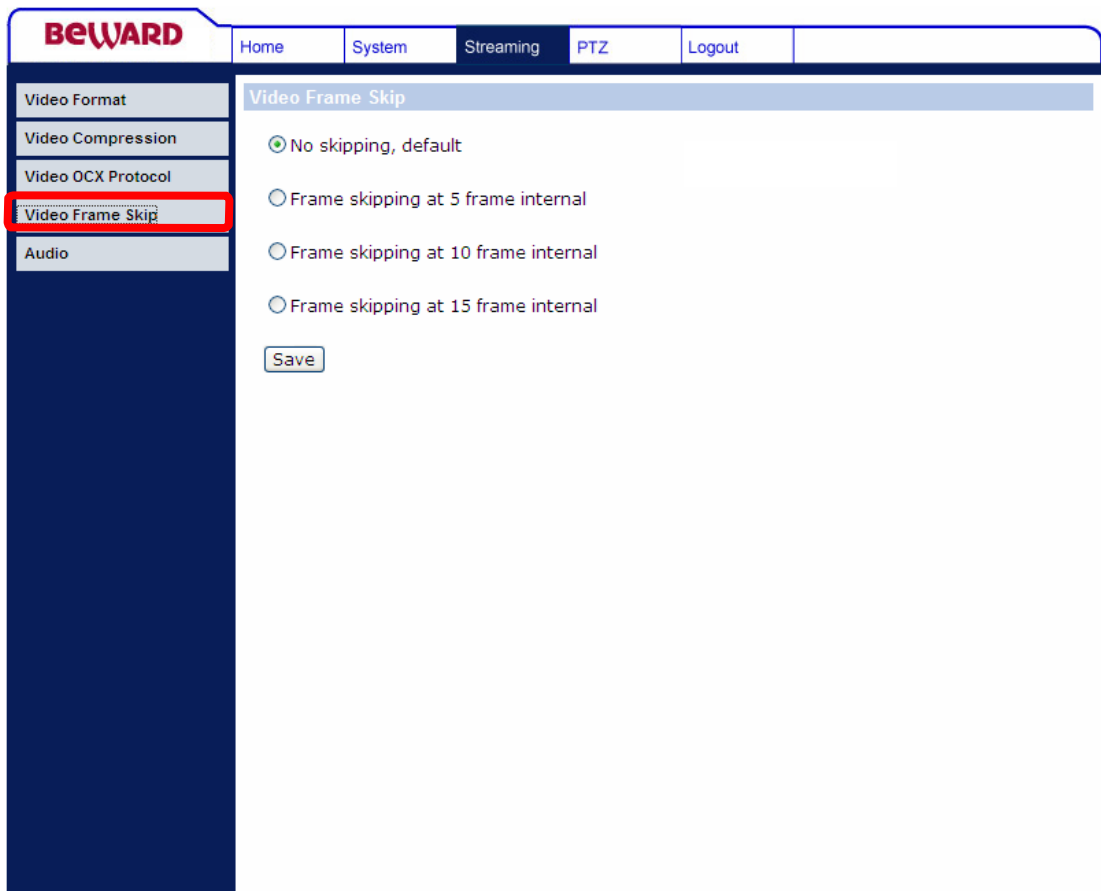 BEWARD
Home System Streaming PTZ Logout
Video Format
Video Compression
Video OCX Protocol
Video Frame Skip
Audio
Video Frame Skip
No skipping, default
Frame skipping at 5 frame internal
Frame skipping at 10 frame internal
Frame skipping at 15 frame internal
Save